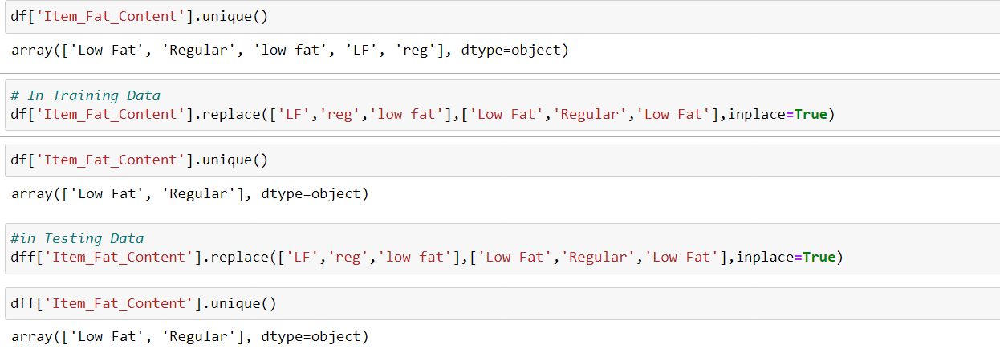 df['Item_Fat_Content'].unique()
array(['Low Fat', 'Regular', 'low fat', 'LF', 'reg'], dtype=object)
# In Training Data
df['Item_Fat_Content'].replace(['LF','reg','low fat'],['Low Fat','Regular','Low Fat'],inplace=True)
df['Item_Fat_Content'].unique()
array(['Low Fat', 'Regular'], dtype=object)
#in Testing Data
dff['Item_Fat_Content'].replace(['LF','reg','low fat'],['Low Fat','Regular','Low Fat'],inplace=True)
dff['Item_Fat_Content'].unique()
array(['Low Fat', 'Regular'], dtype=object)